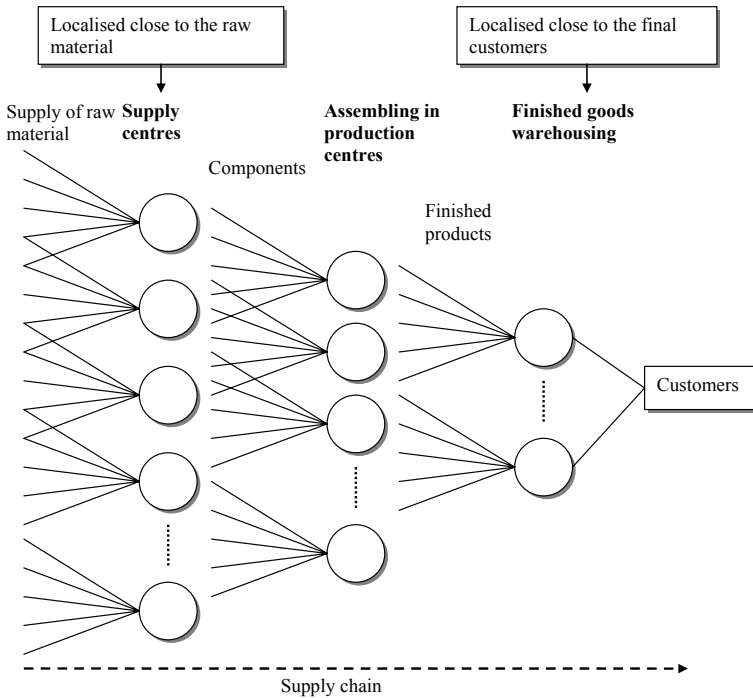 Localised close to the raw
material
Localised close to the final
customers
Supply of raw
material
Supply
centres
Assembling in
production
centres
Finished goods
warehousing
Components
Finished
products
Customers
Supply chain